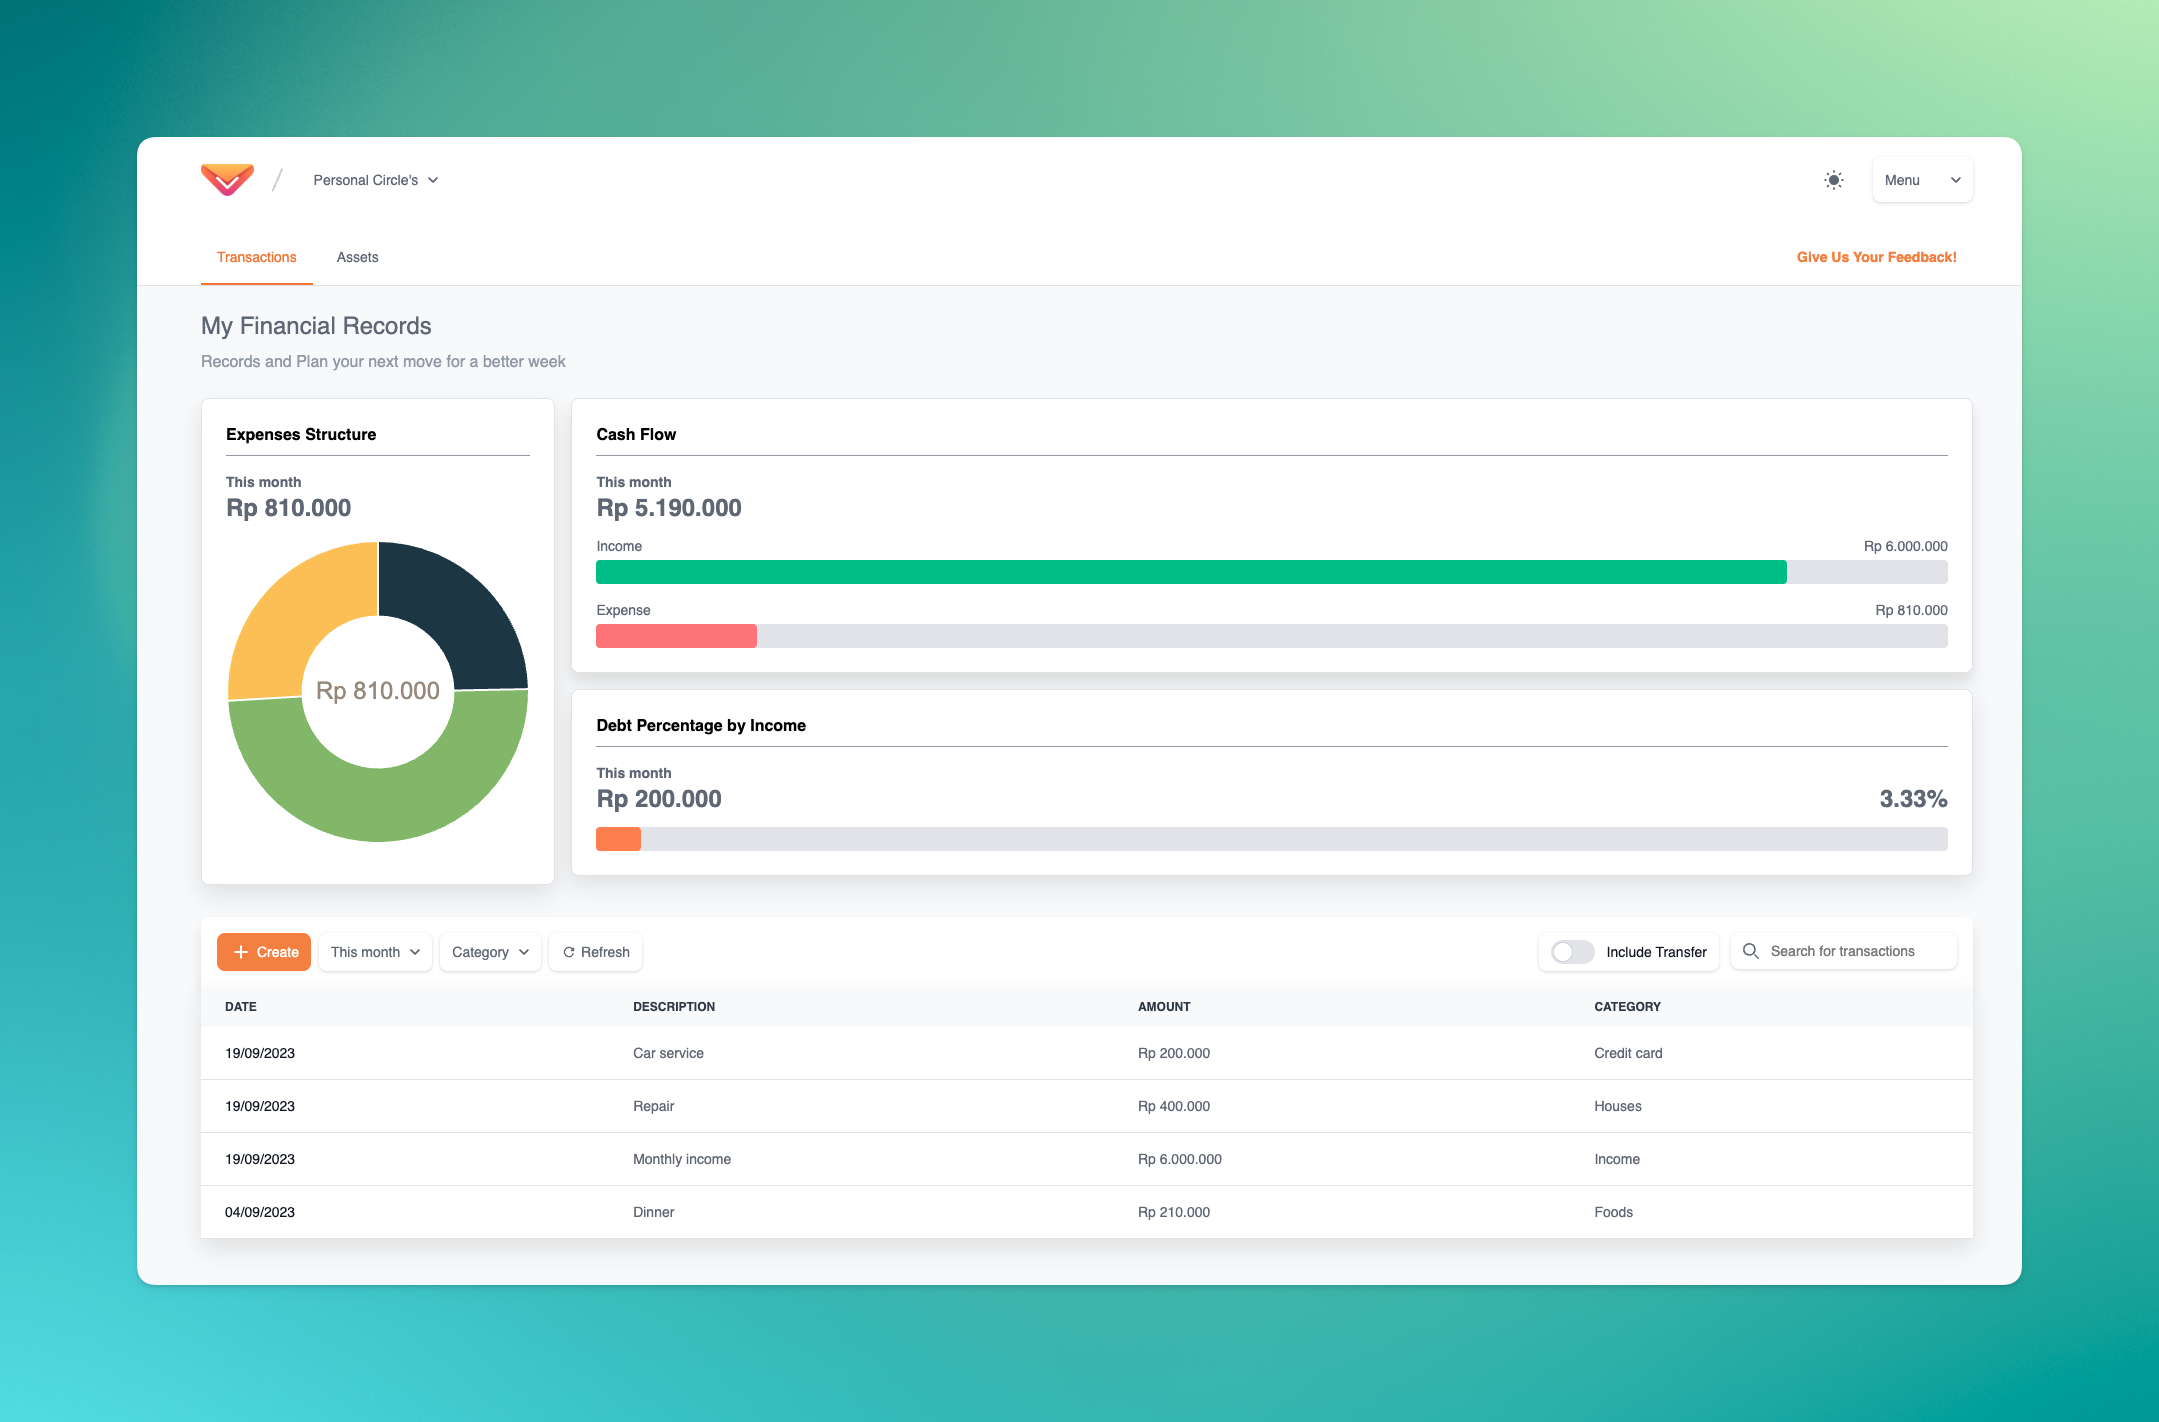 / Personal Circle's
Menu
Transactions Assets
Give Us Your Feedback!
My Financial Records
Records and Plan your next move for a better week
Expenses Structure
This month
Rp 810.000
Rp 810.000
Cash Flow
This month
Rp 5.190.000
Income Rp 6.000.000
Expense Rp 810.000
Debt Percentage by Income
This month
Rp 200.000 3.33%
Create This month Category Refresh Include Transfer Search for transactions
DATE DESCRIPTION AMOUNT CATEGORY
19/09/2023 Car service Rp 200.000 Credit card
19/09/2023 Repair Rp 400.000 Houses
19/09/2023 Monthly income Rp 6.000.000 Income
04/09/2023 Dinner Rp 210.000 Foods